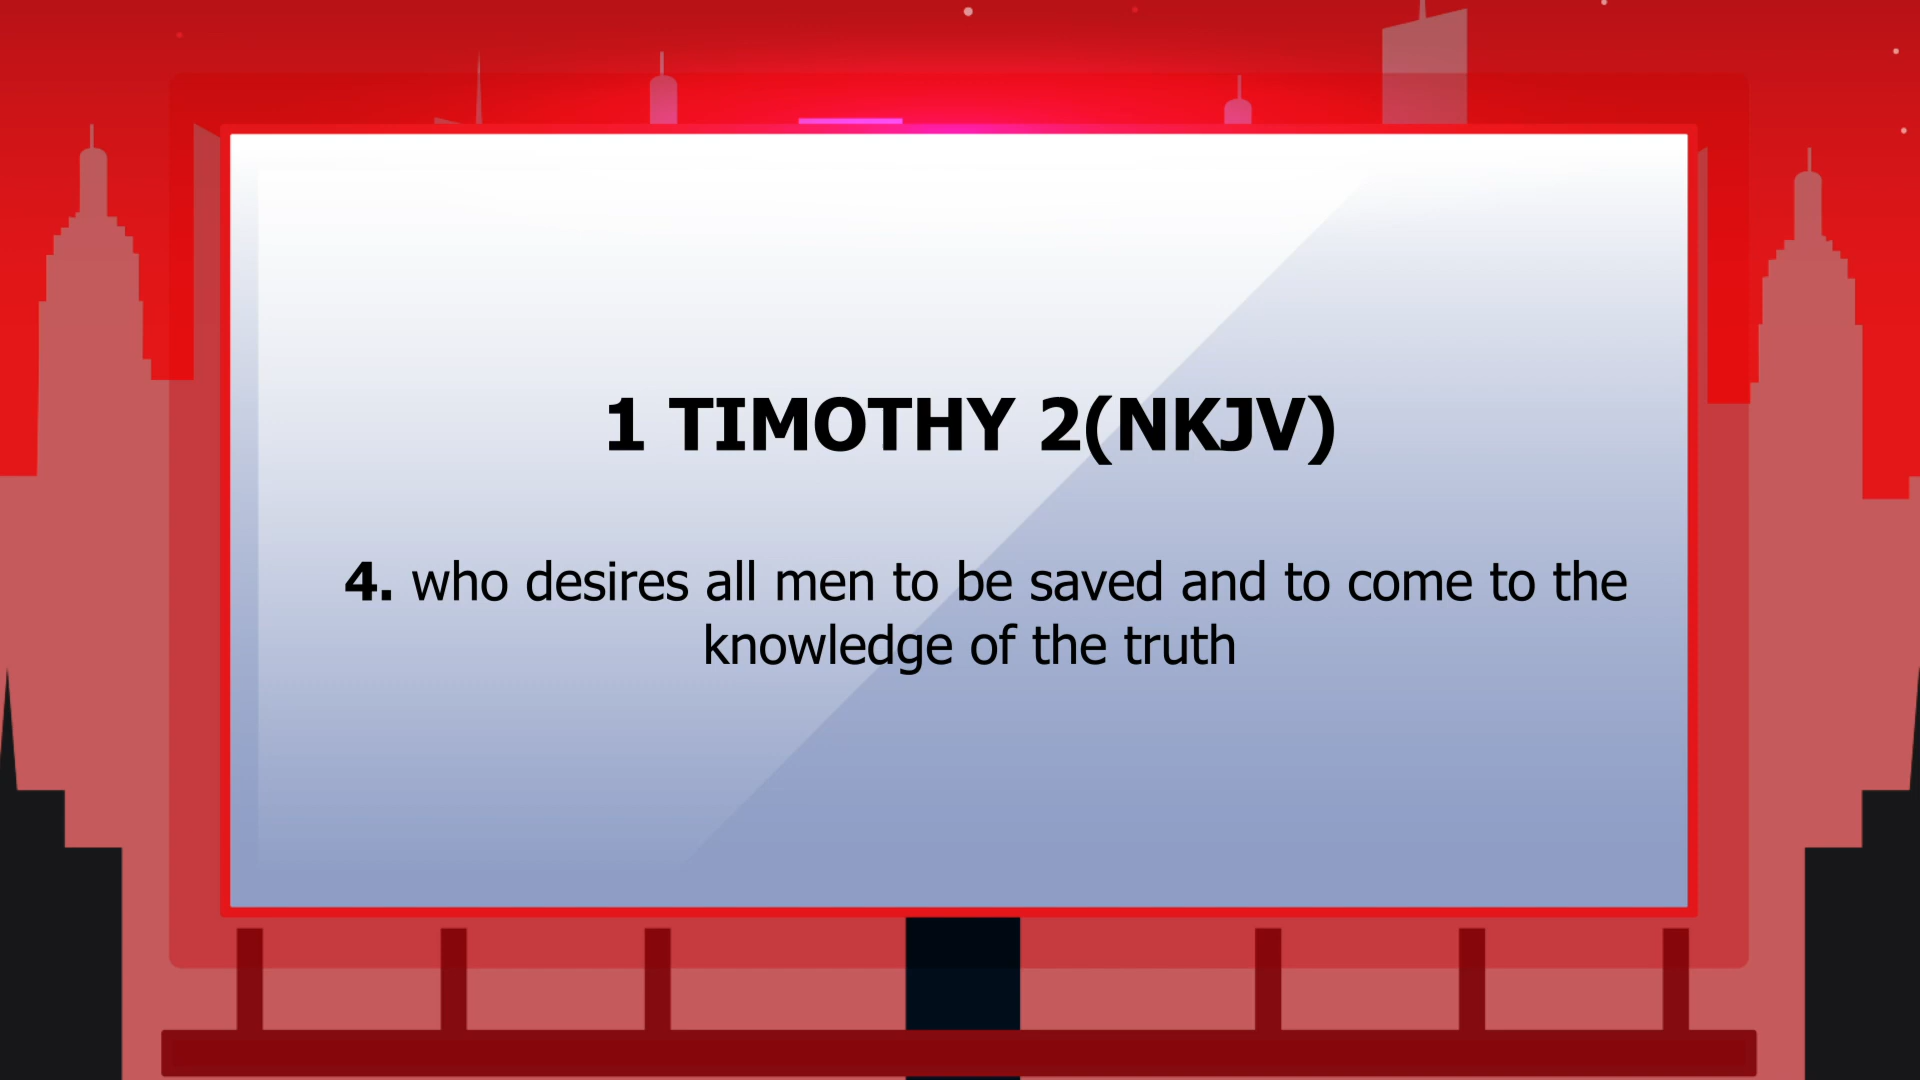 1 TIMOTHY 2(NKJV)
4. who desires all men to be saved and to come to the
knowledge of the truth